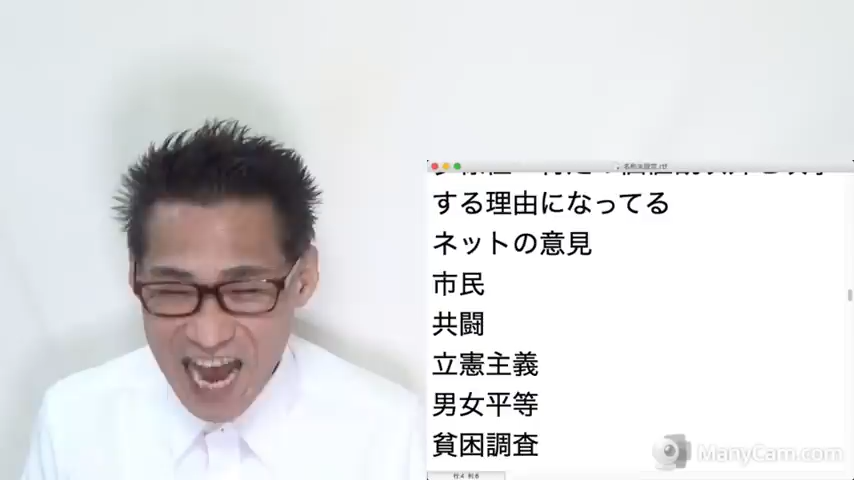 する理由になってる
ネットの意見
市民
共闘
立憲主義
男女平等
貧困調査
ManyCam.com